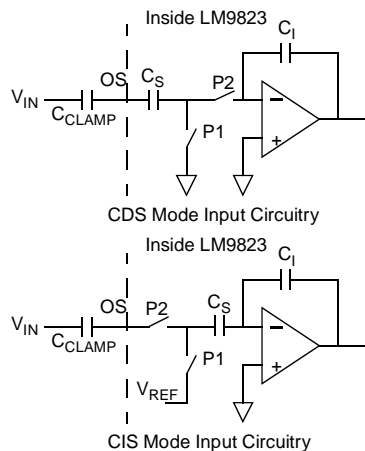 Inside LM9823
C_I
OS C_S P2
V_IN
C_CLAMP
P1
−
+
CDS Mode Input Circuitry
Inside LM9823
C_I
OS P2 C_S
V_IN
C_CLAMP
P1
V_REF
−
+
CIS Mode Input Circuitry